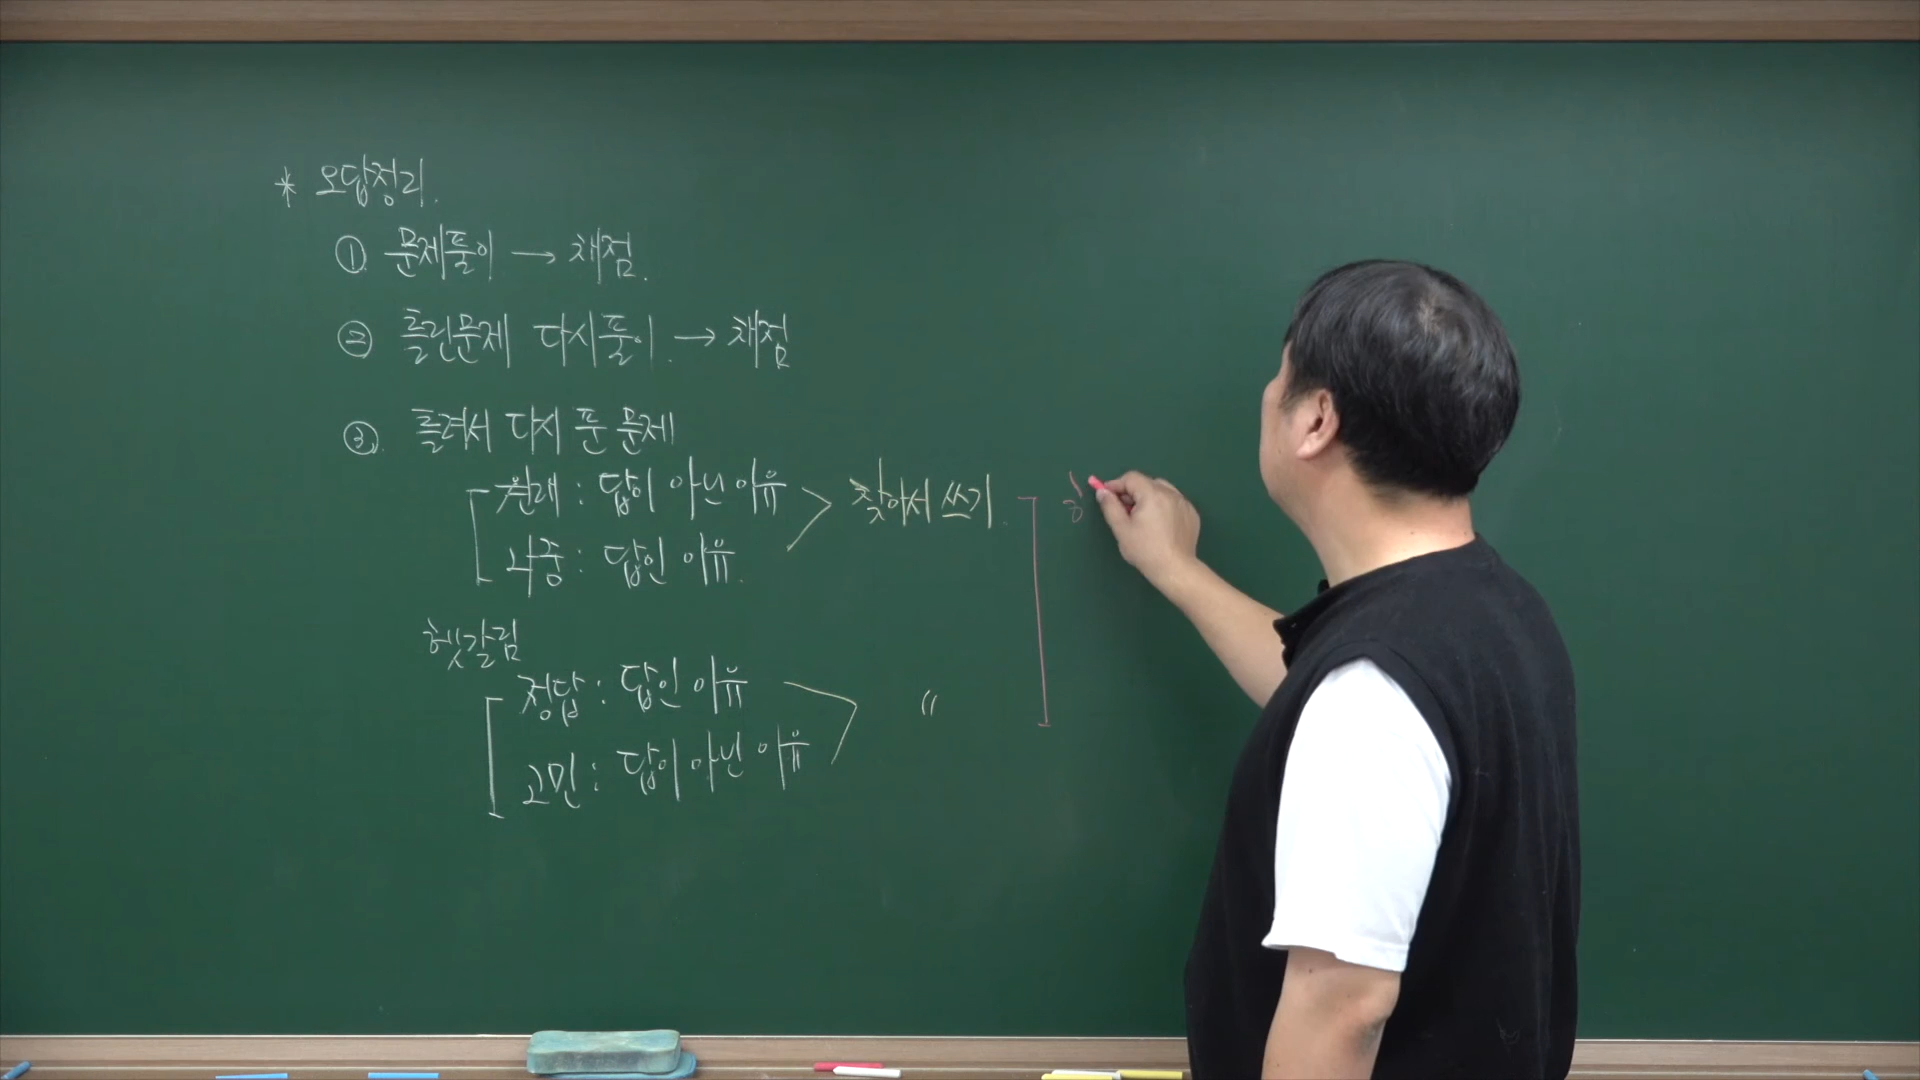 * 오답정리.
① 문제풀이 → 채점.
② 틀린문제 다시풀이. → 채점
③ 틀려서 다시 푼 문제
원래 : 답이 아닌 이유 > 찾아서 쓰기.
나중 : 답인 이유.
헷갈림
정답 : 답인 이유 > 〃
고민 : 답이 아닌 이유